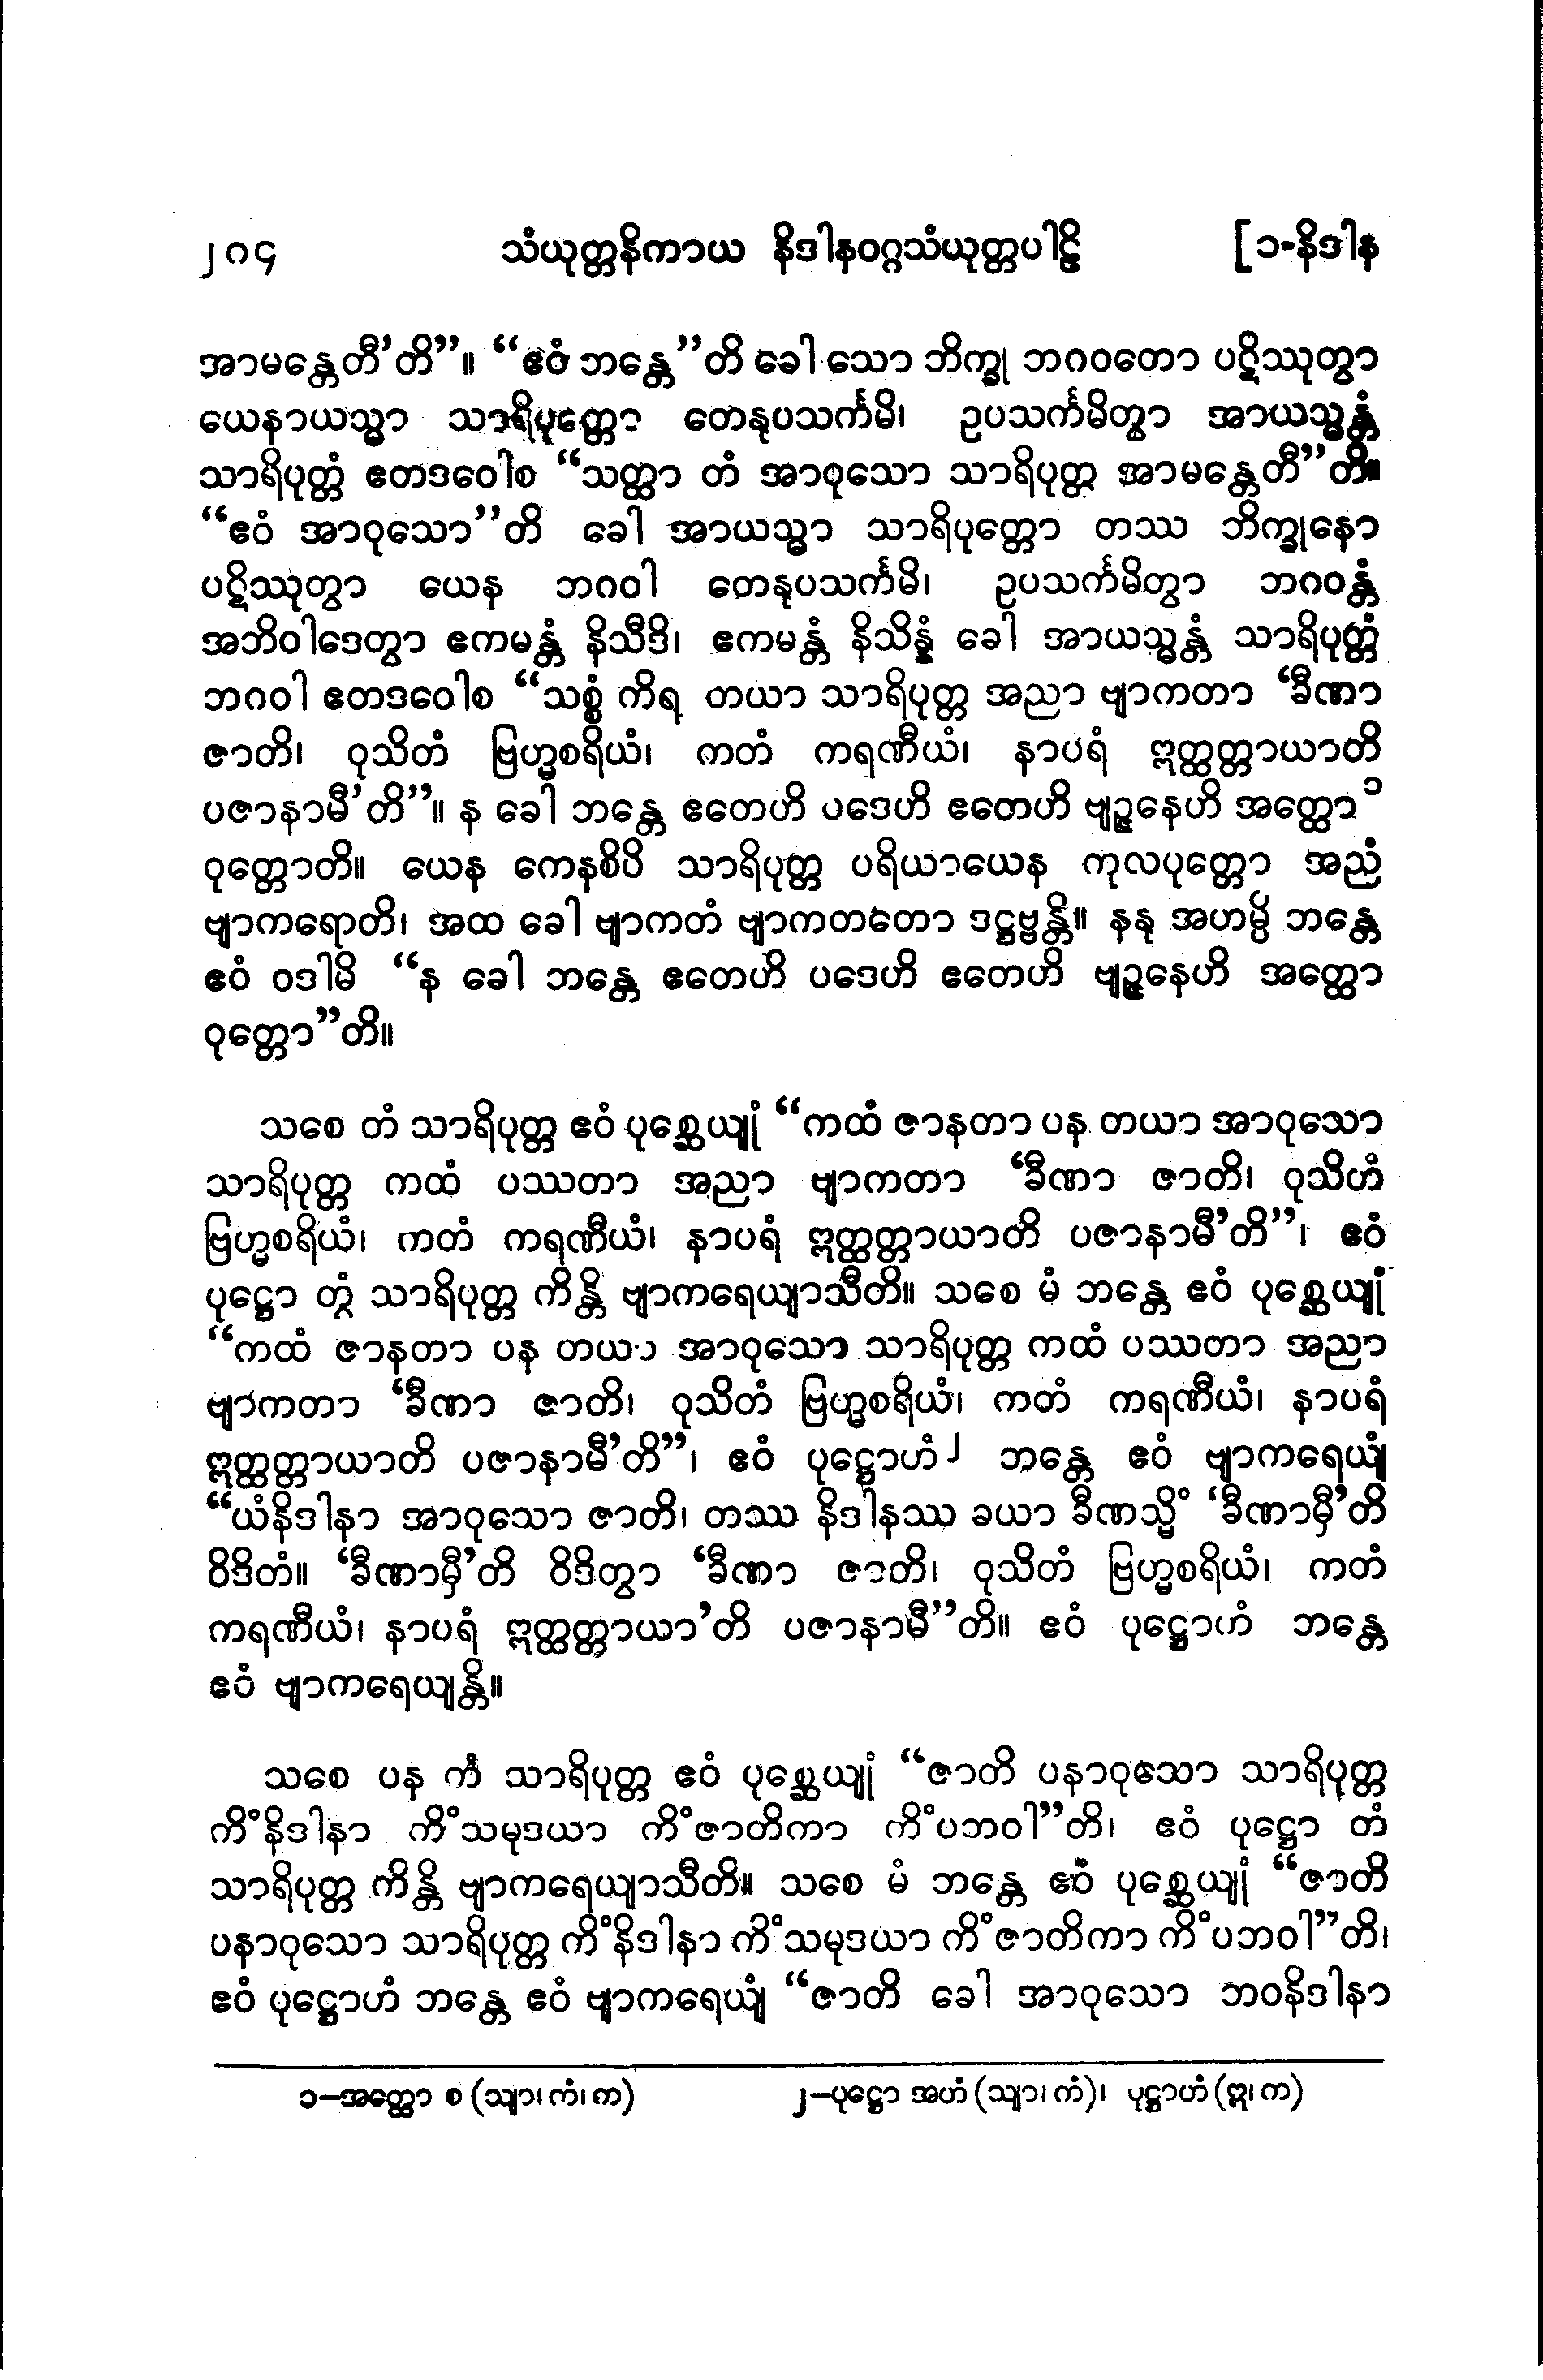 ၂၈၄ သံယုတ္တနိကာယ နိဒါနဝဂ္ဂသံယုတ္တပါဠိ [၁-နိဒါန
အာမန္တေတီ’တိ”။ “ဧဝံ ဘန္တေ”တိ ခေါ သော ဘိက္ခု ဘဂဝတော ပဋိဿုတွာ
ယေနာယသ္မာ သာရိပုတ္တော တေနုပသင်္ကမိ၊ ဥပသင်္ကမိတွာ အာယသ္မန္တံ
သာရိပုတ္တံ ဧတဒဝေါစ “သတ္ထာ တံ အာဝုသော သာရိပုတ္တ အာမန္တေတီ”တိ။
“ဧဝံ အာဝုသော”တိ ခေါ အာယသ္မာ သာရိပုတ္တော တဿ ဘိက္ခုနော
ပဋိဿုတွာ ယေန ဘဂဝါ တေနုပသင်္ကမိ၊ ဥပသင်္ကမိတွာ ဘဂဝန္တံ
အဘိဝါဒေတွာ ဧကမန္တံ နိသီဒိ၊ ဧကမန္တံ နိသိန္နံ ခေါ အာယသ္မန္တံ သာရိပုတ္တံ
ဘဂဝါ ဧတဒဝေါစ “သစ္စံ ကိရ တယာ သာရိပုတ္တ အညာ ဗျာကတာ ‘ခီဏာ
ဇာတိ၊ ဝုသိတံ ဗြဟ္မစရိယံ၊ ကတံ ကရဏီယံ၊ နာပရံ ဣတ္ထတ္တာယာတိ
ပဇာနာမီ’တိ”။ န ခေါ ဘန္တေ ဧတေဟိ ပဒေဟိ ဧတေဟိ ဗျဉ္ဇနေဟိ အတ္ထော ၁
ဝုတ္တောတိ။ ယေန ကေနစိပိ သာရိပုတ္တ ပရိယာယေန ကုလပုတ္တော အညံ
ဗျာကရောတိ၊ အထ ခေါ ဗျာကတံ ဗျာကတတော ဒဋ္ဌဗ္ဗန္တိ။ နနု အဟမ္ပိ ဘန္တေ
ဧဝံ ဝဒါမိ “န ခေါ ဘန္တေ ဧတေဟိ ပဒေဟိ ဧတေဟိ ဗျဉ္ဇနေဟိ အတ္ထော
ဝုတ္တော”တိ။
သစေ တံ သာရိပုတ္တ ဧဝံ ပုစ္ဆေယျုံ “ကထံ ဇာနတာ ပန တယာ အာဝုသော
သာရိပုတ္တ ကထံ ပဿတာ အညာ ဗျာကတာ ‘ခီဏာ ဇာတိ၊ ဝုသိတံ
ဗြဟ္မစရိယံ၊ ကတံ ကရဏီယံ၊ နာပရံ ဣတ္ထတ္တာယာတိ ပဇာနာမီ’တိ”၊ ဧဝံ
ပုဋ္ဌော တွံ သာရိပုတ္တ ကိန္တိ ဗျာကရေယျာသီတိ။ သစေ မံ ဘန္တေ ဧဝံ ပုစ္ဆေယျုံ
“ကထံ ဇာနတာ ပန တယာ အာဝုသော သာရိပုတ္တ ကထံ ပဿတာ အညာ
ဗျာကတာ ‘ခီဏာ ဇာတိ၊ ဝုသိတံ ဗြဟ္မစရိယံ၊ ကတံ ကရဏီယံ၊ နာပရံ
ဣတ္ထတ္တာယာတိ ပဇာနာမီ’တိ”၊ ဧဝံ ပုဋ္ဌောဟံ ၂ ဘန္တေ ဧဝံ ဗျာကရေယျံ
“ယံနိဒါနာ အာဝုသော ဇာတိ၊ တဿ နိဒါနဿ ခယာ ခီဏသ္မိံ ‘ခီဏာမှီ’တိ
ဝိဒိတံ။ ‘ခီဏာမှီ’တိ ဝိဒိတွာ ‘ခီဏာ ဇာတိ၊ ဝုသိတံ ဗြဟ္မစရိယံ၊ ကတံ
ကရဏီယံ၊ နာပရံ ဣတ္ထတ္တာယာ’တိ ပဇာနာမီ”တိ။ ဧဝံ ပုဋ္ဌောဟံ ဘန္တေ
ဧဝံ ဗျာကရေယျန္တိ။
သစေ ပန တံ သာရိပုတ္တ ဧဝံ ပုစ္ဆေယျုံ “ဇာတိ ပနာဝုသော သာရိပုတ္တ
ကိံနိဒါနာ ကိံသမုဒယာ ကိံဇာတိကာ ကိံပဘဝါ”တိ၊ ဧဝံ ပုဋ္ဌော တံ
သာရိပုတ္တ ကိန္တိ ဗျာကရေယျာသီတိ။ သစေ မံ ဘန္တေ ဧဝံ ပုစ္ဆေယျုံ “ဇာတိ
ပနာဝုသော သာရိပုတ္တ ကိံနိဒါနာ ကိံသမုဒယာ ကိံဇာတိကာ ကိံပဘဝါ”တိ၊
ဧဝံ ပုဋ္ဌောဟံ ဘန္တေ ဧဝံ ဗျာကရေယျံ “ဇာတိ ခေါ အာဝုသော ဘဝနိဒါနာ
၁–အတ္ထော စ (သျာ၊ ကံ၊ က) ၂–ပုဋ္ဌော အဟံ (သျာ၊ ကံ)၊ ပုဋ္ဌာဟံ (ဣ၊ က)